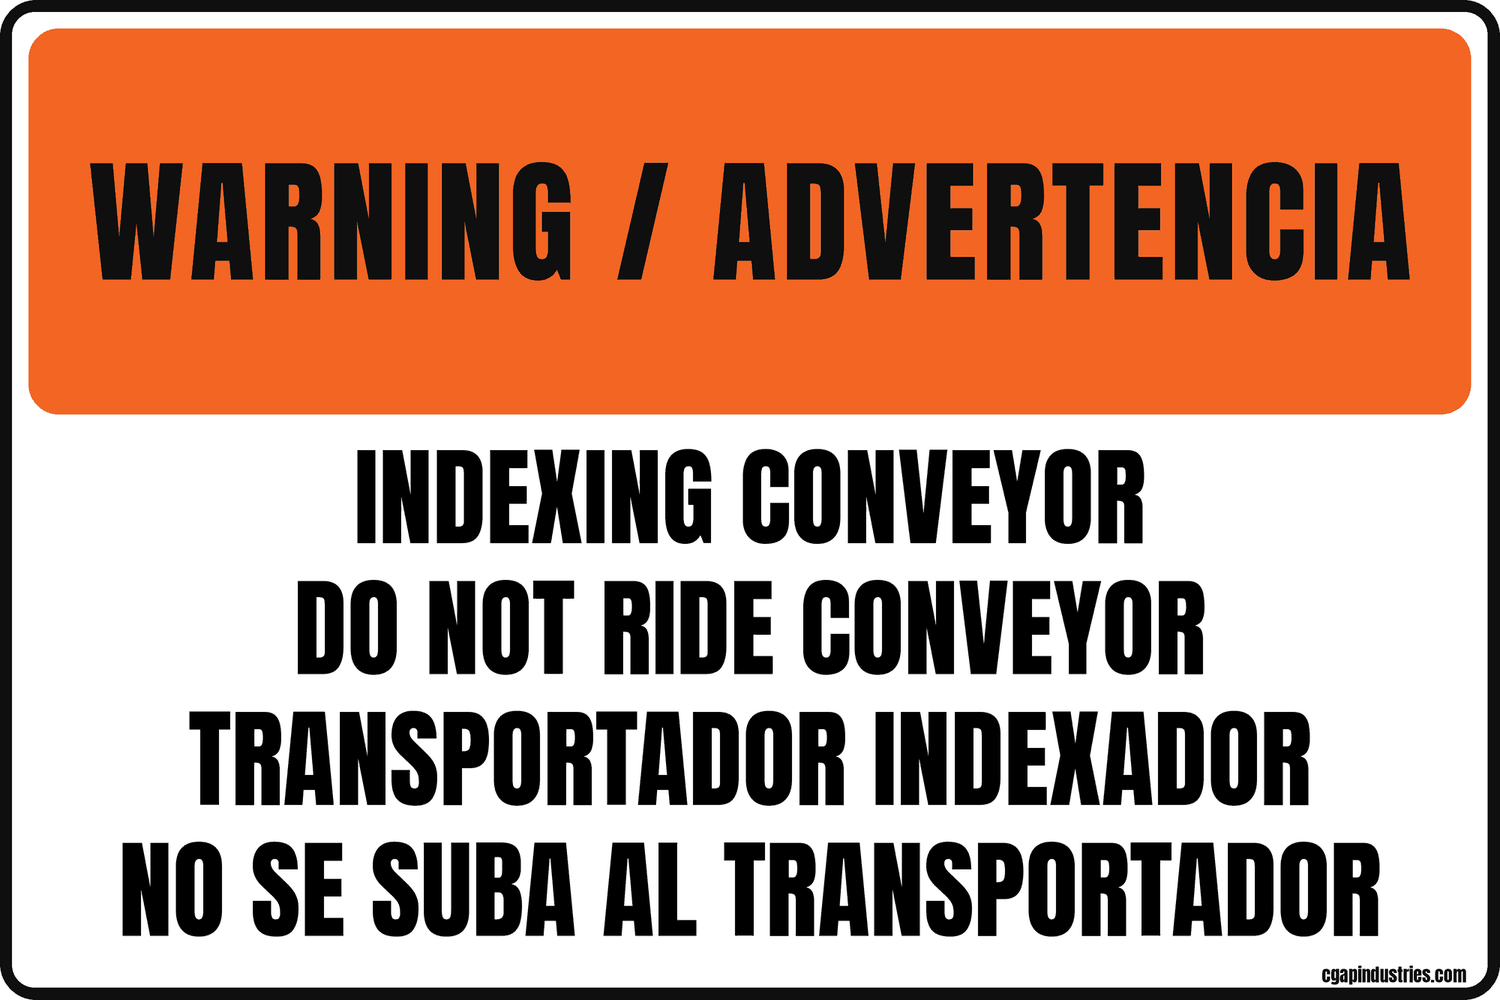 WARNING / ADVERTENCIA
INDEXING CONVEYOR
DO NOT RIDE CONVEYOR
TRANSPORTADOR INDEXADOR
NO SE SUBA AL TRANSPORTADOR
cgapindustries.com